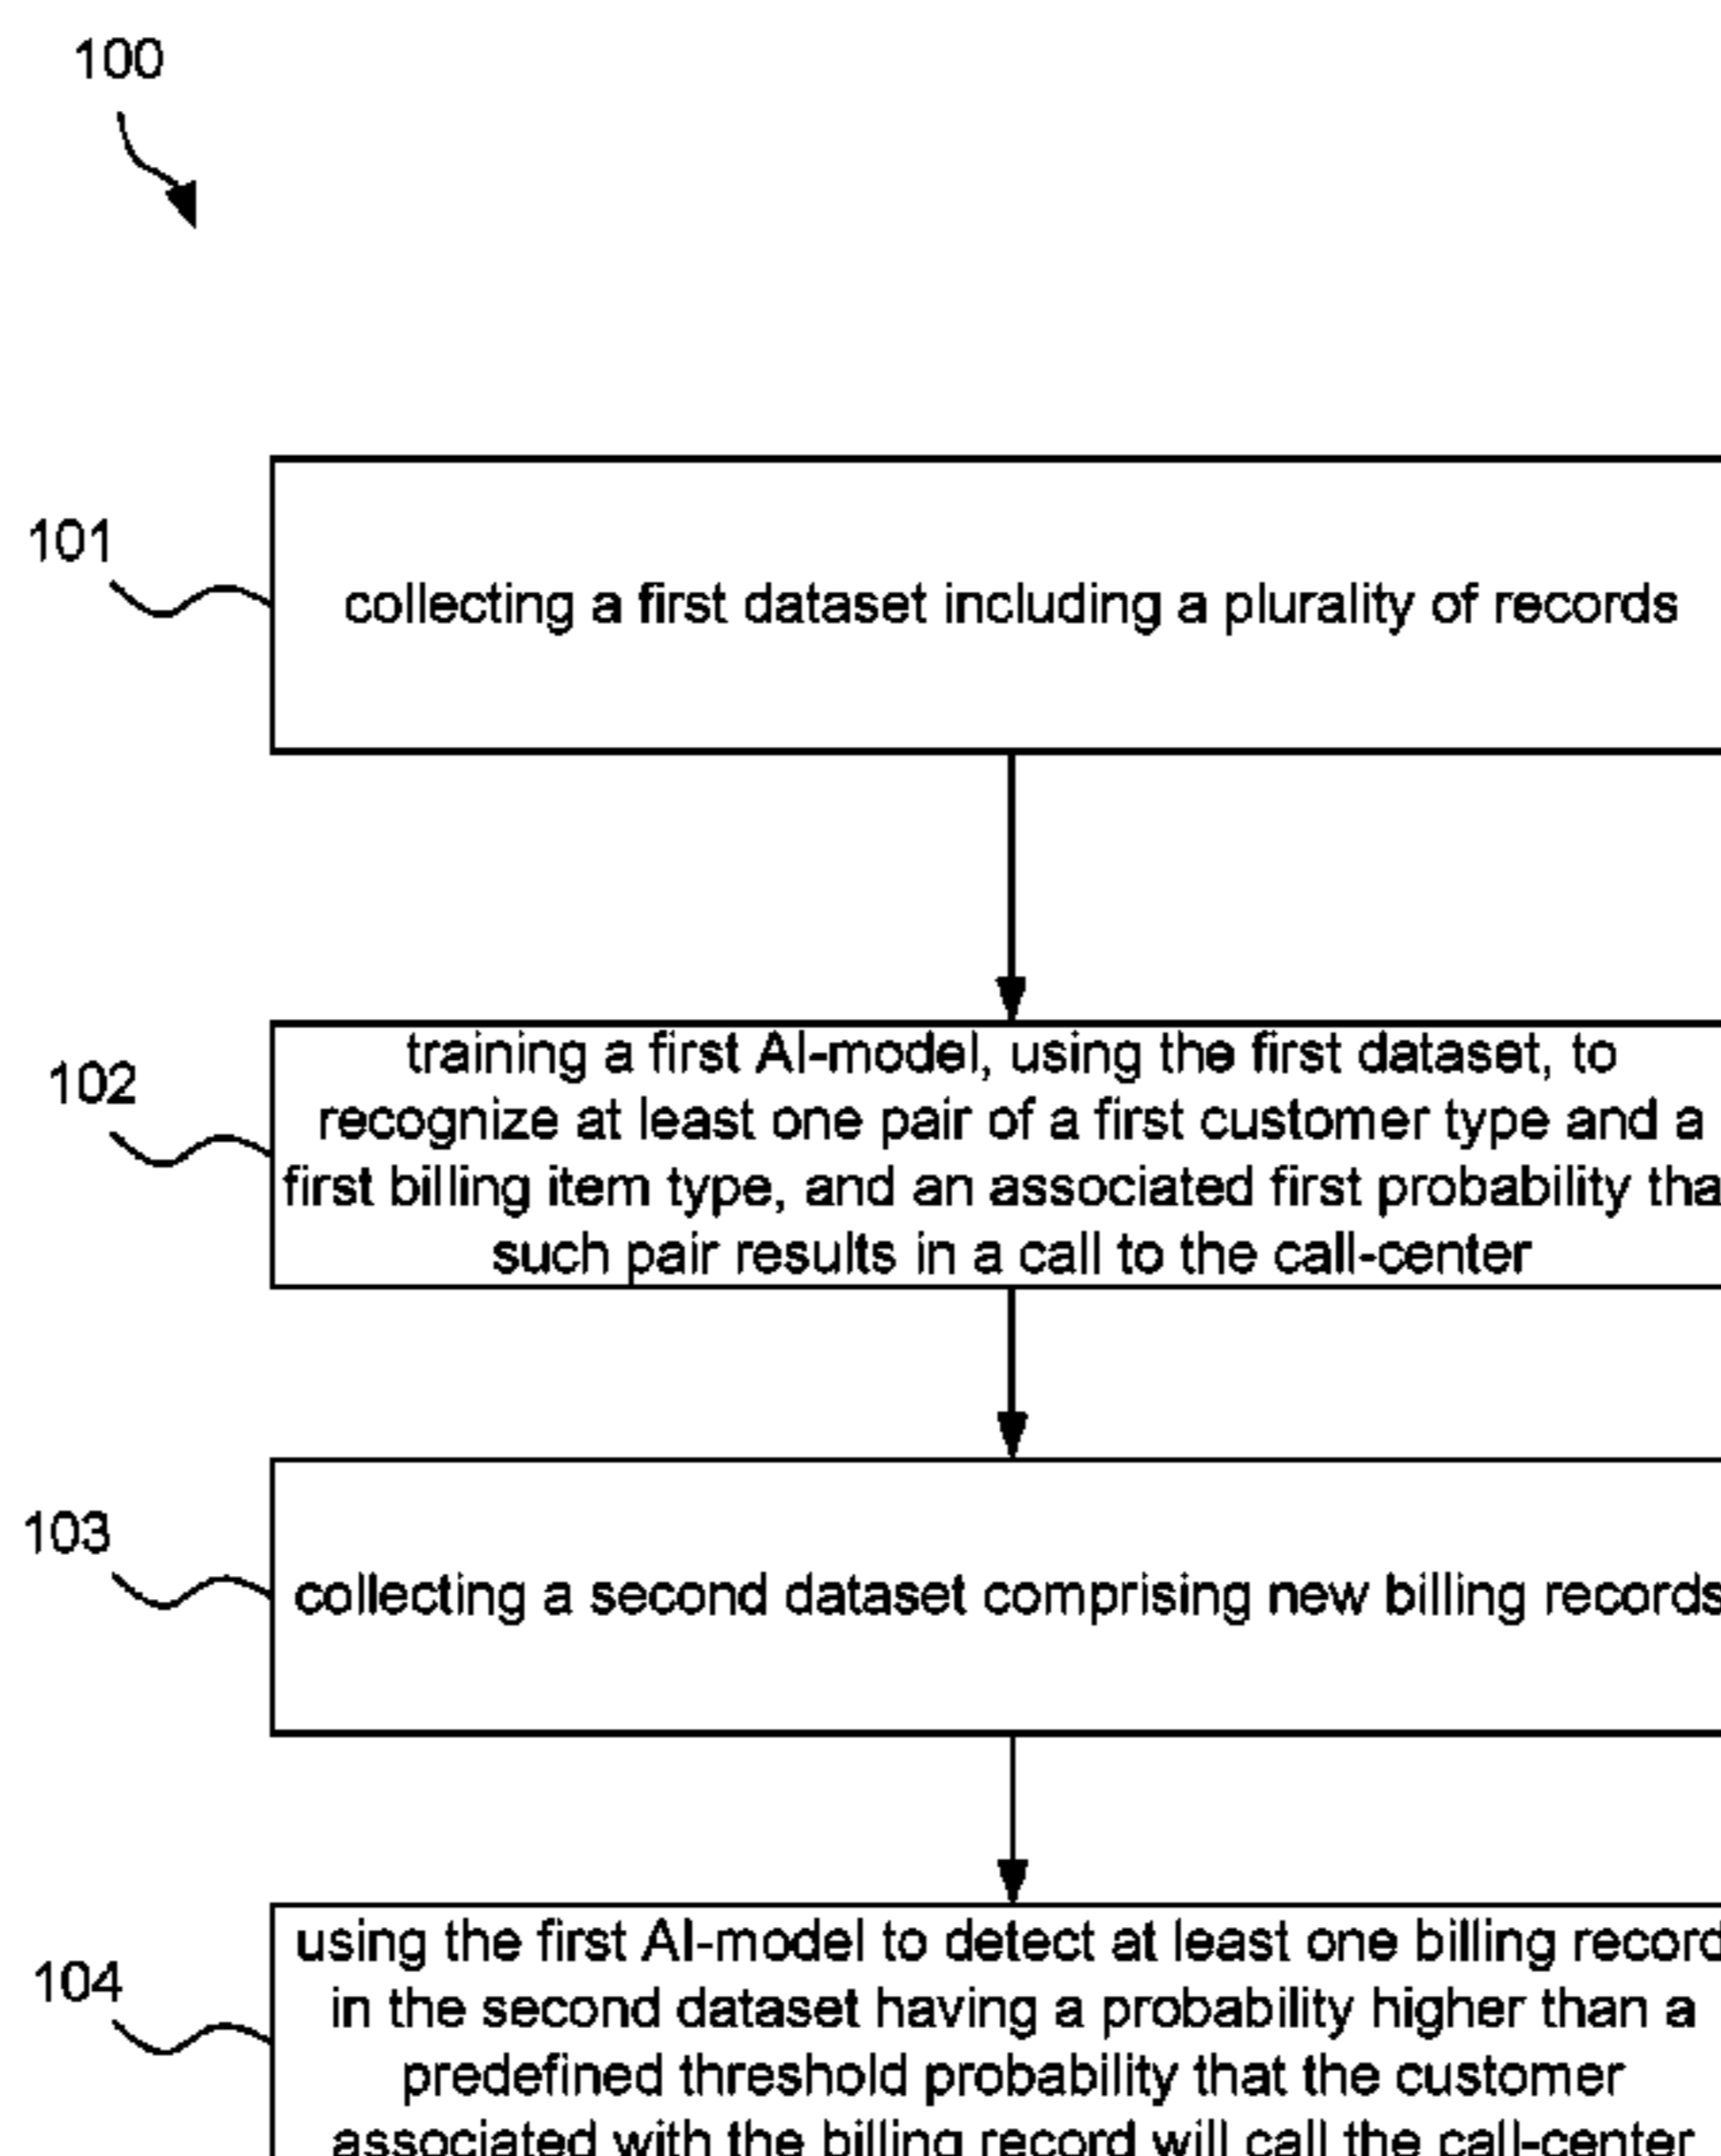 100
101
collecting a first dataset including a plurality of records
102
training a first AI-model, using the first dataset, to
recognize at least one pair of a first customer type and a
first billing item type, and an associated first probability tha
such pair results in a call to the call-center
103
collecting a second dataset comprising new billing records
104
using the first AI-model to detect at least one billing record
in the second dataset having a probability higher than a
predefined threshold probability that the customer
associated with the billing record will call the call-center